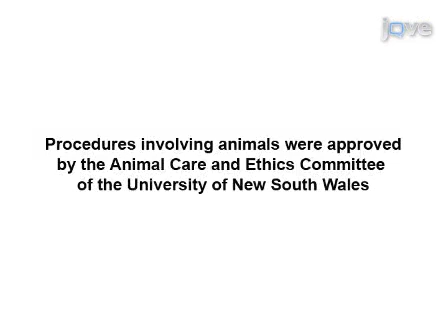 jove
Procedures involving animals were approved
by the Animal Care and Ethics Committee
of the University of New South Wales